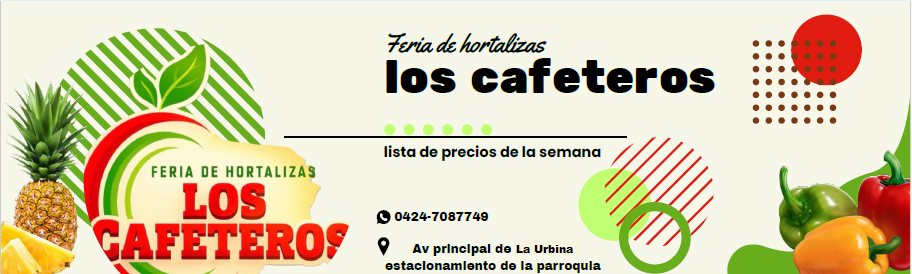 Feria de hortalizas
los cafeteros
lista de precios de la semana
FERIA DE HORTALIZAS
LOS
CAFETEROS
0424-7087749
Av principal de La Urbina
estacionamiento de la parroquia